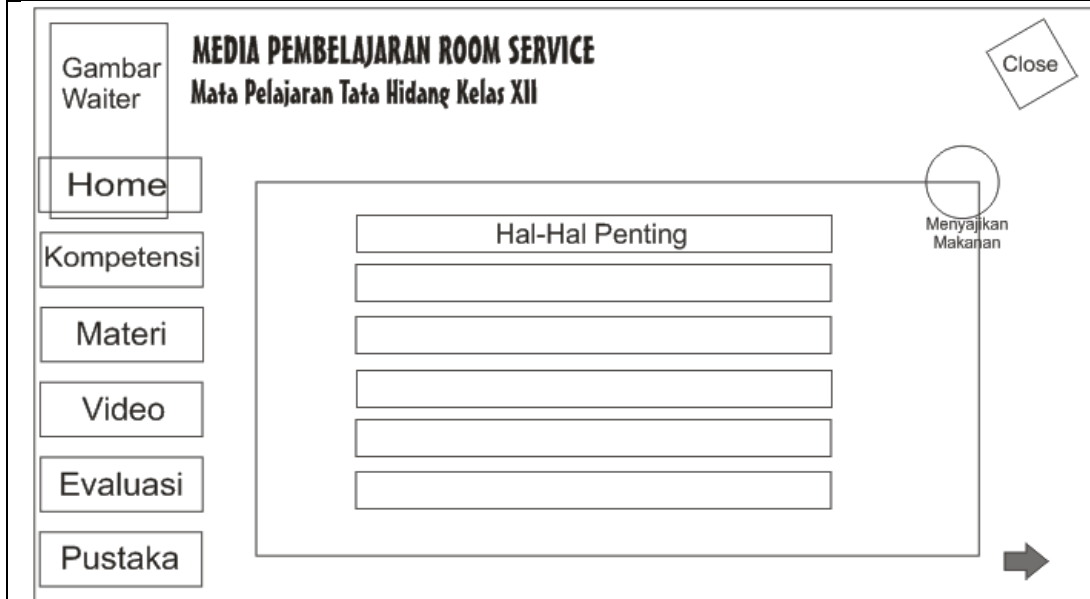 Gambar
Waiter
MEDIA PEMBELAJARAN ROOM SERVICE
Mata Pelajaran Tata Hidang Kelas XII
Close
Home
Kompetensi
Materi
Video
Evaluasi
Pustaka
Hal-Hal Penting
Menyajikan
Makanan